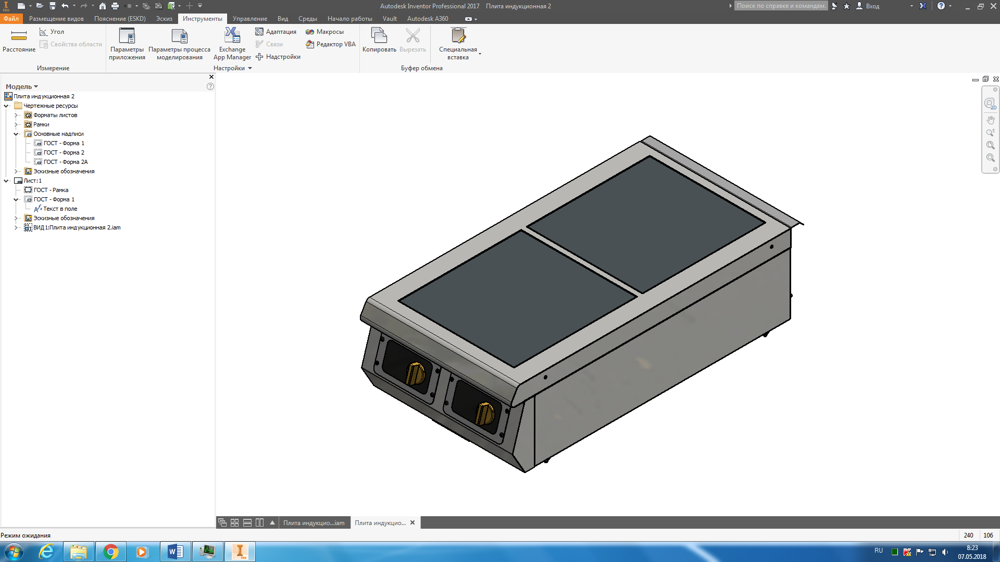 Autodesk Inventor Professional 2017 Плита индукционная 2
Поиск по справке и командам.
Вход
Файл Размещение видов Пояснение (ESKD) Эскиз Инструменты Управление Вид Среды Начало работы Vault Autodesk A360
Расстояние
Угол
Свойства области
Измерение
Параметры приложения
Параметры процесса моделирования
Exchange App Manager
Адаптация
Связи
Надстройки
Макросы
Редактор VBA
Настройки
Копировать
Вырезать
Специальная вставка
Буфер обмена
Модель
Плита индукционная 2
Чертежные ресурсы
Форматы листов
Рамки
Основные надписи
ГОСТ - Форма 1
ГОСТ - Форма 2
ГОСТ - Форма 2А
Эскизные обозначения
Лист:1
ГОСТ - Рамка
ГОСТ - Форма 1
Текст в поле
Эскизные обозначения
ВИД1:Плита индукционная 2.iam
2D
Плита индукцио...iam
Плита индукцио...
Режим ожидания
240 106
RU
8:23
07.05.2018